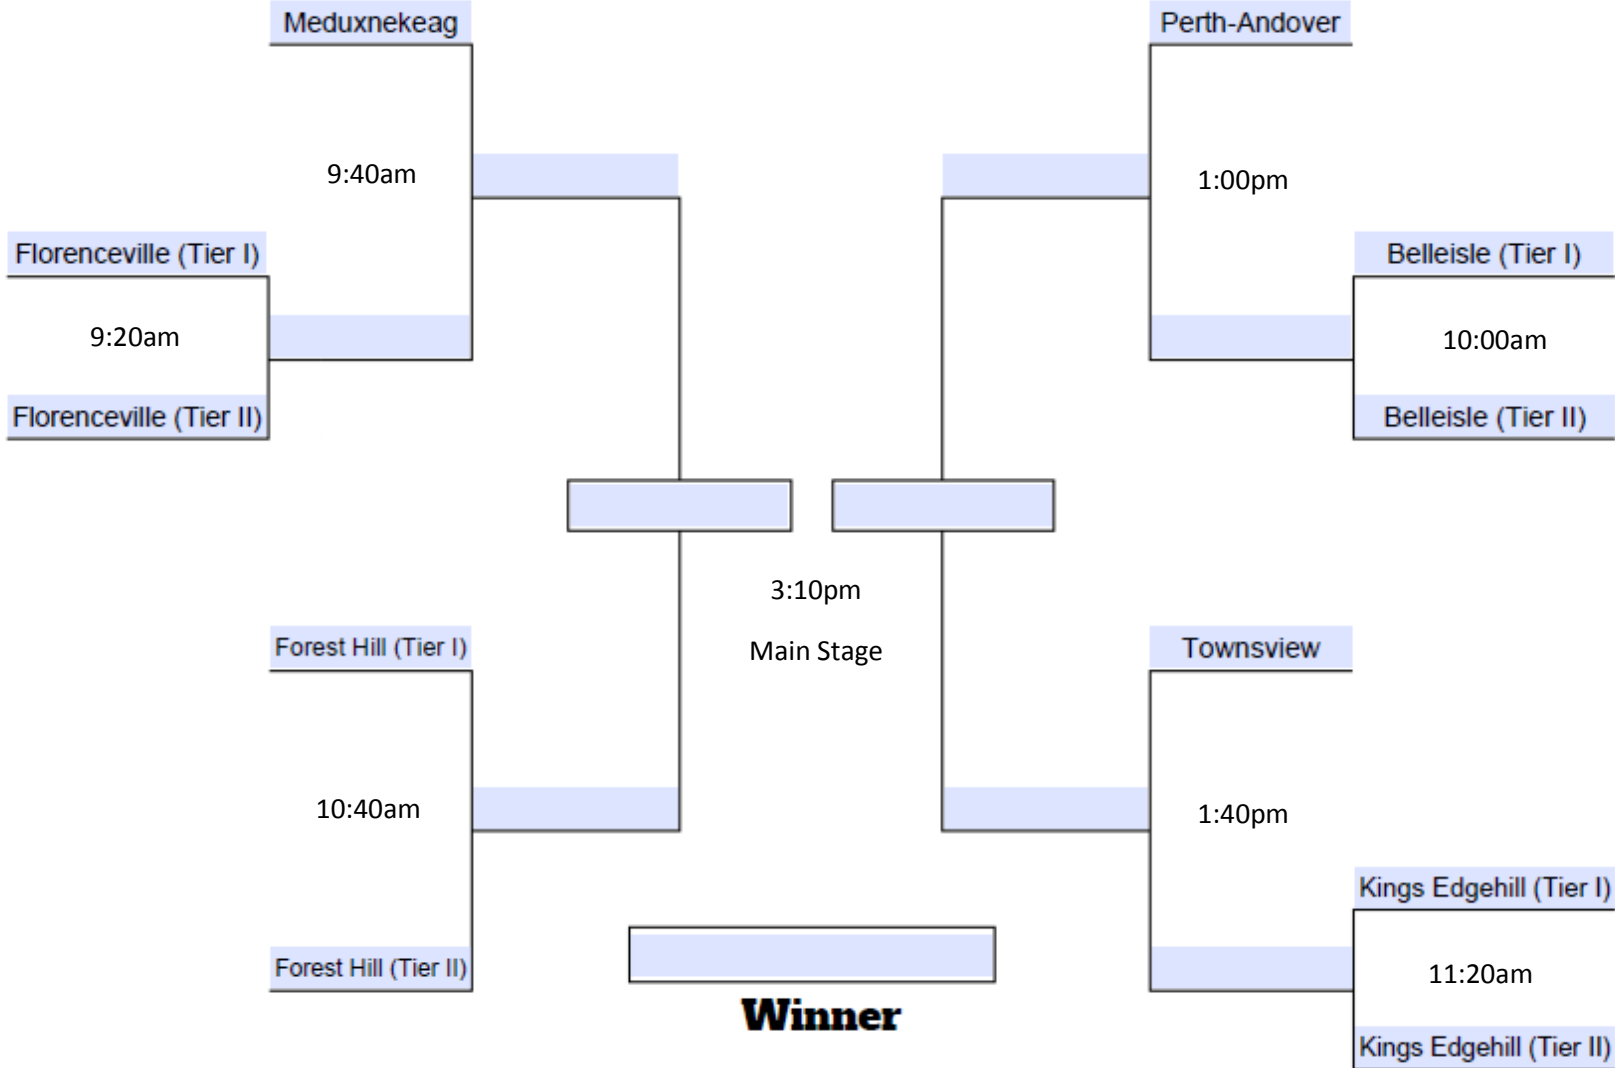 Meduxnekeag
Perth-Andover
9:40am
1:00pm
Florenceville (Tier I)
Belleisle (Tier I)
9:20am
10:00am
Florenceville (Tier II)
Belleisle (Tier II)
3:10pm
Main Stage
Forest Hill (Tier I)
Townsview
10:40am
1:40pm
Kings Edgehill (Tier I)
Forest Hill (Tier II)
11:20am
Winner
Kings Edgehill (Tier II)